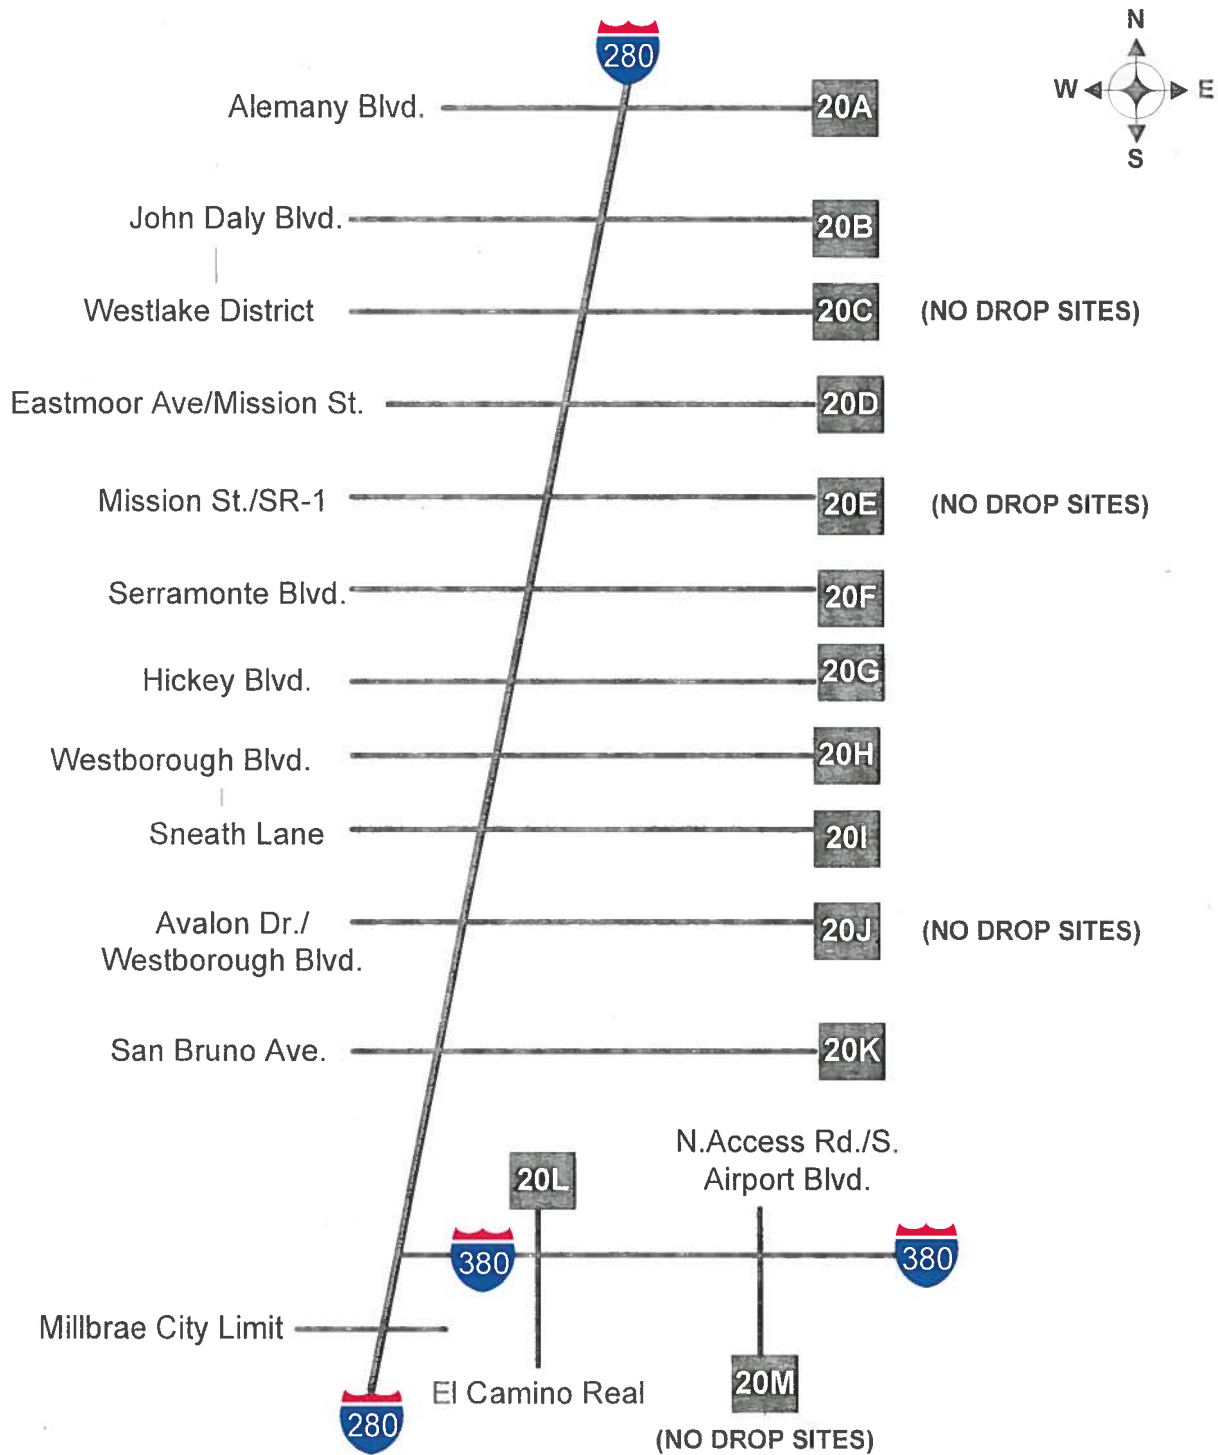 280
N
W E
S
Alemany Blvd. 20A
John Daly Blvd. 20B
Westlake District 20C (NO DROP SITES)
Eastmoor Ave/Mission St. 20D
Mission St./SR-1 20E (NO DROP SITES)
Serramonte Blvd. 20F
Hickey Blvd. 20G
Westborough Blvd. 20H
Sneath Lane 20I
Avalon Dr./
Westborough Blvd. 20J (NO DROP SITES)
San Bruno Ave. 20K
N.Access Rd./S.
Airport Blvd.
20L
380 380
Millbrae City Limit
El Camino Real
20M
280
(NO DROP SITES)